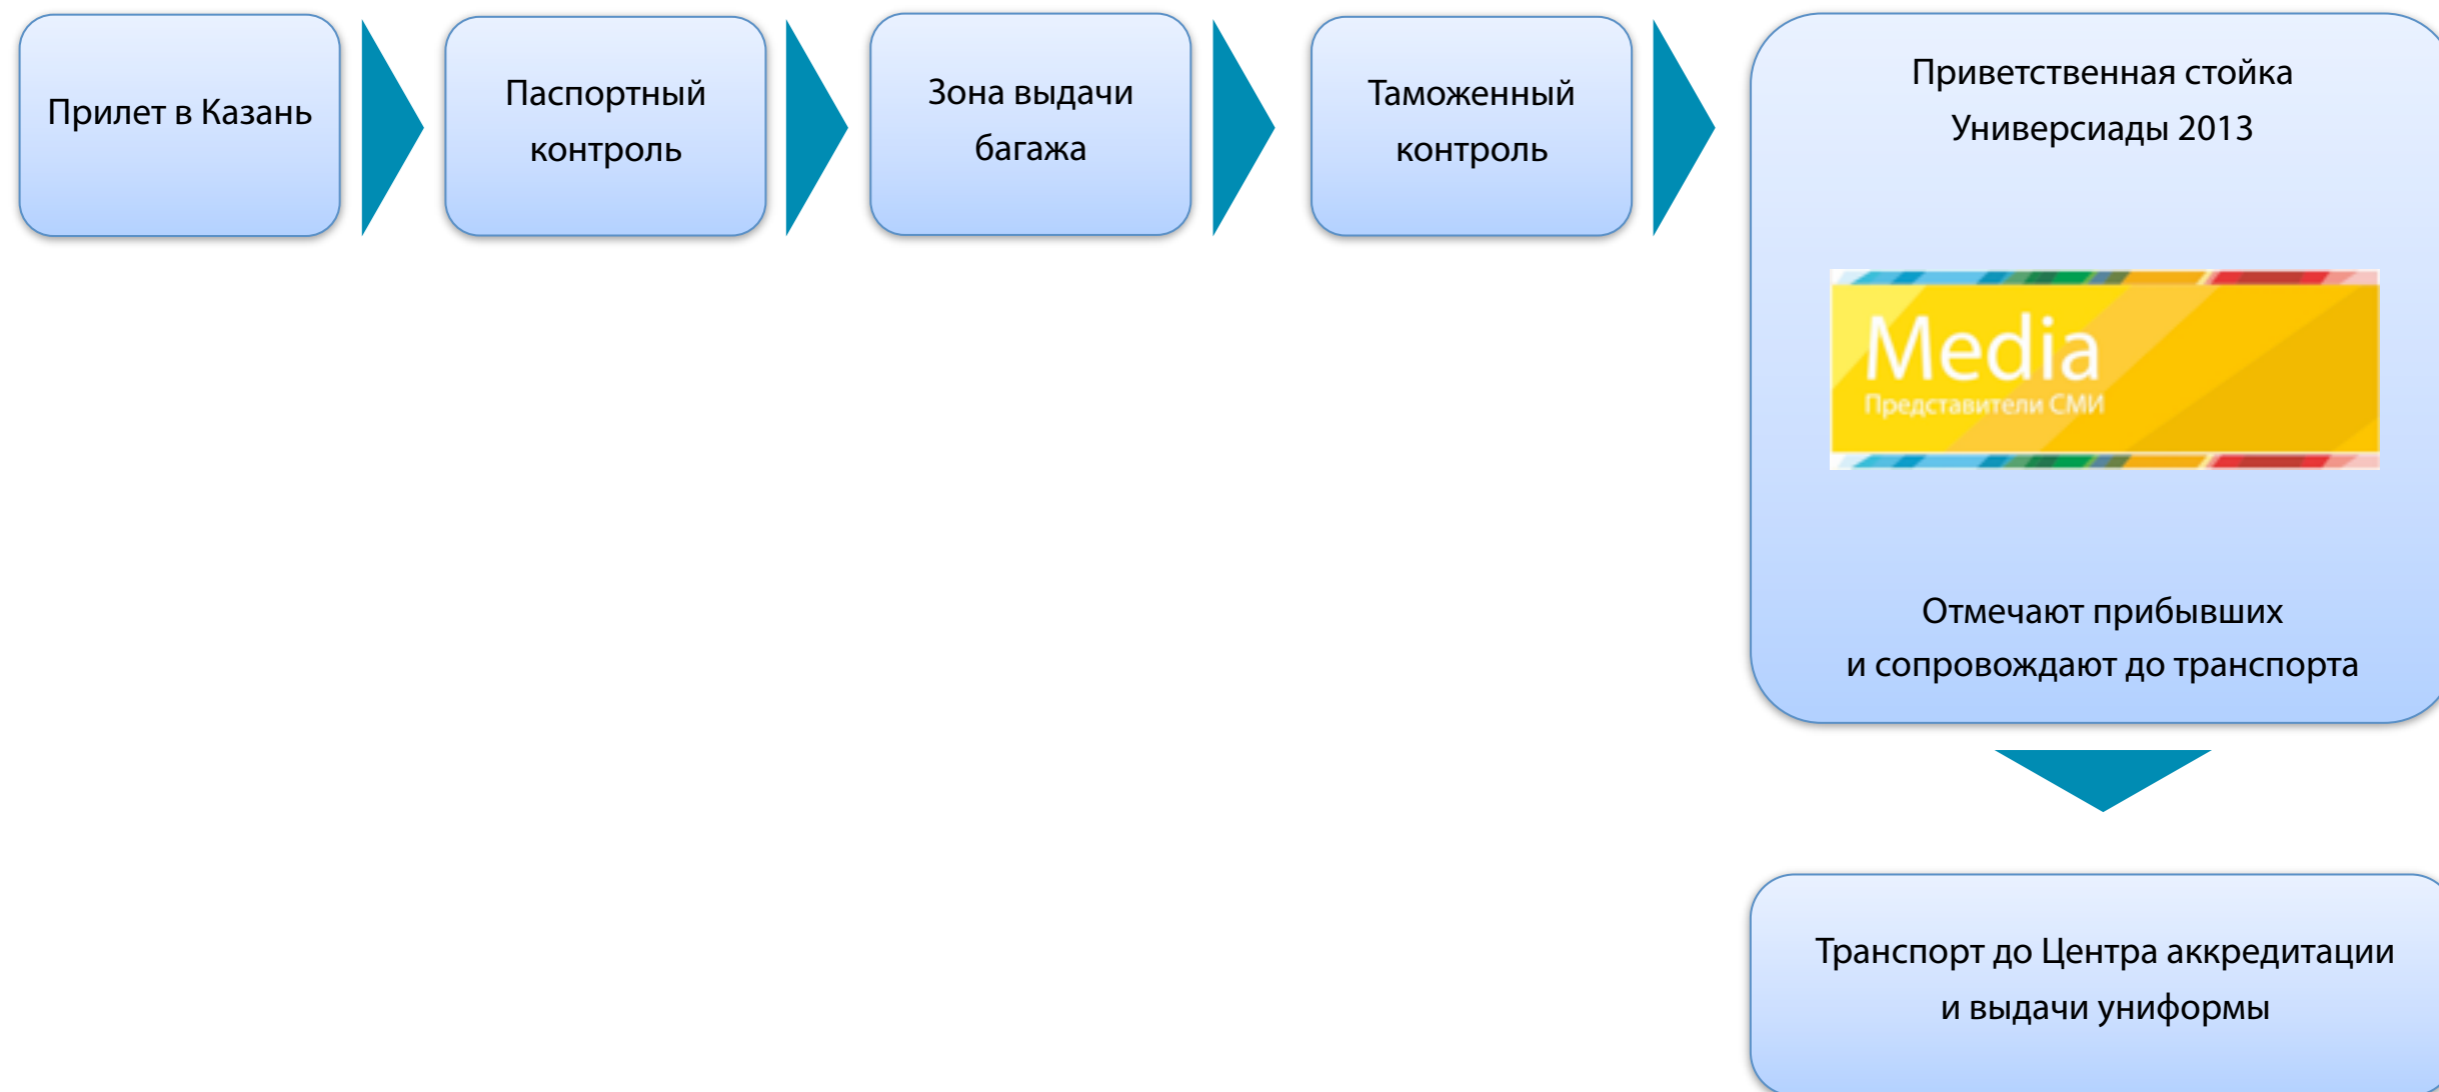 Прилет в Казань
Паспортный
контроль
Зона выдачи
багажа
Таможенный
контроль
Приветственная стойка
Универсиады 2013
Media
Представители СМИ
Отмечают прибывших
и сопровождают до транспорта
Транспорт до Центра аккредитации
и выдачи униформы